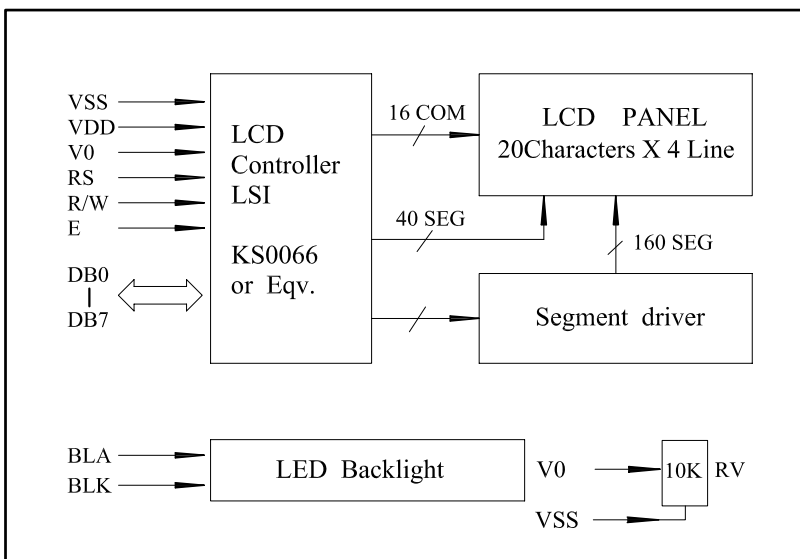 VSS
VDD
V0
RS
R/W
E
DB0
DB7
LCD
Controller
LSI
KS0066
or Eqv.
16 COM
40 SEG
LCD PANEL
20Characters X 4 Line
160 SEG
Segment driver
BLA
BLK
LED Backlight
V0
10K
RV
VSS